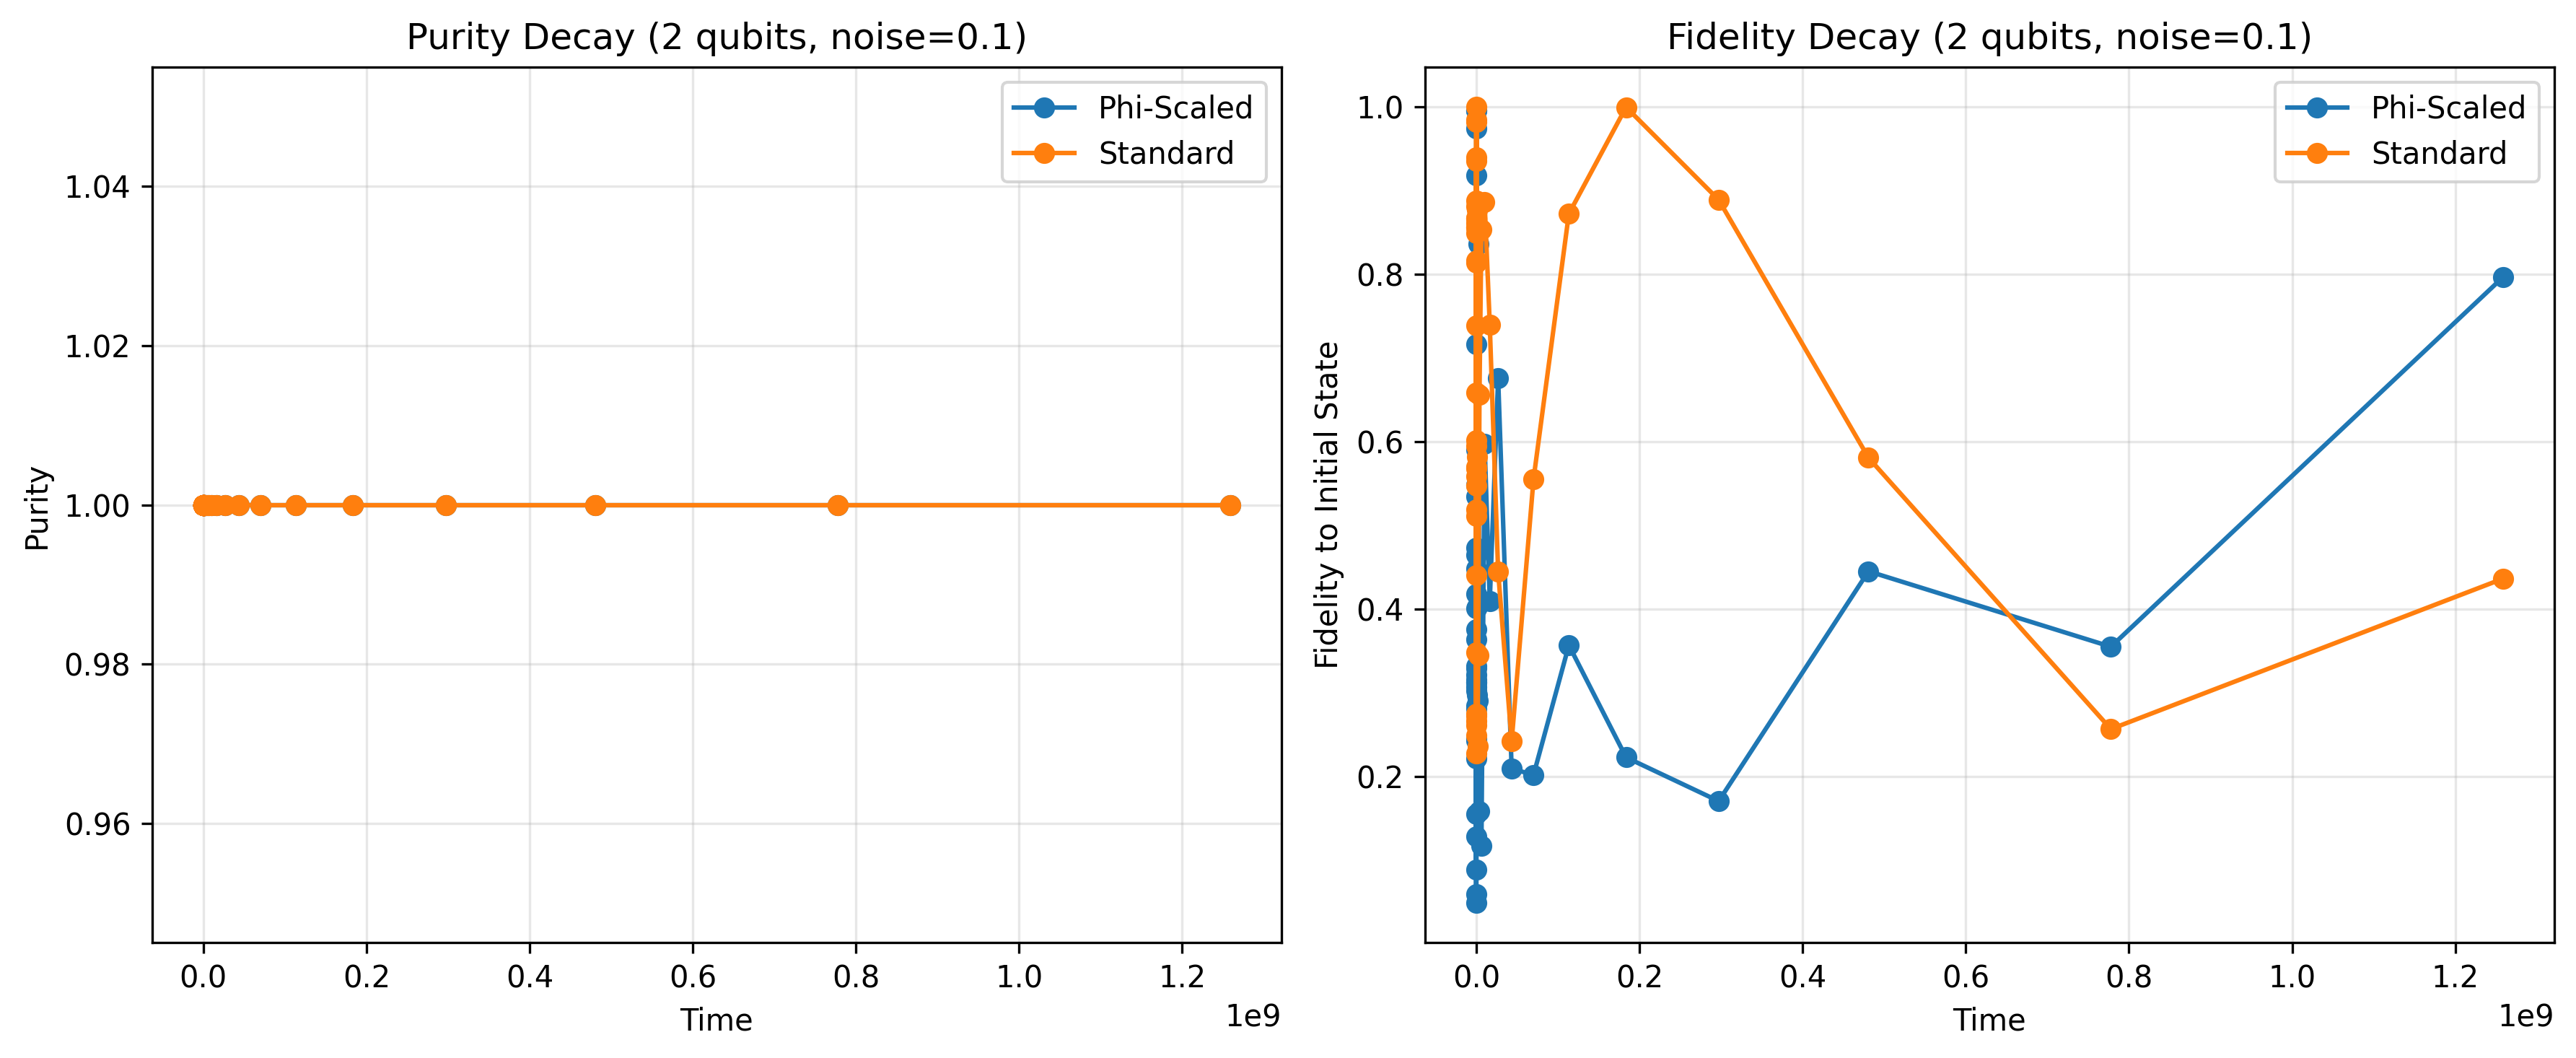 Purity Decay (2 qubits, noise=0.1)
Phi-Scaled
Standard
Purity
1.04
1.02
1.00
0.98
0.96
0.0 0.2 0.4 0.6 0.8 1.0 1.2
1e9
Time
Fidelity Decay (2 qubits, noise=0.1)
Phi-Scaled
Standard
Fidelity to Initial State
1.0
0.8
0.6
0.4
0.2
0.0 0.2 0.4 0.6 0.8 1.0 1.2
1e9
Time